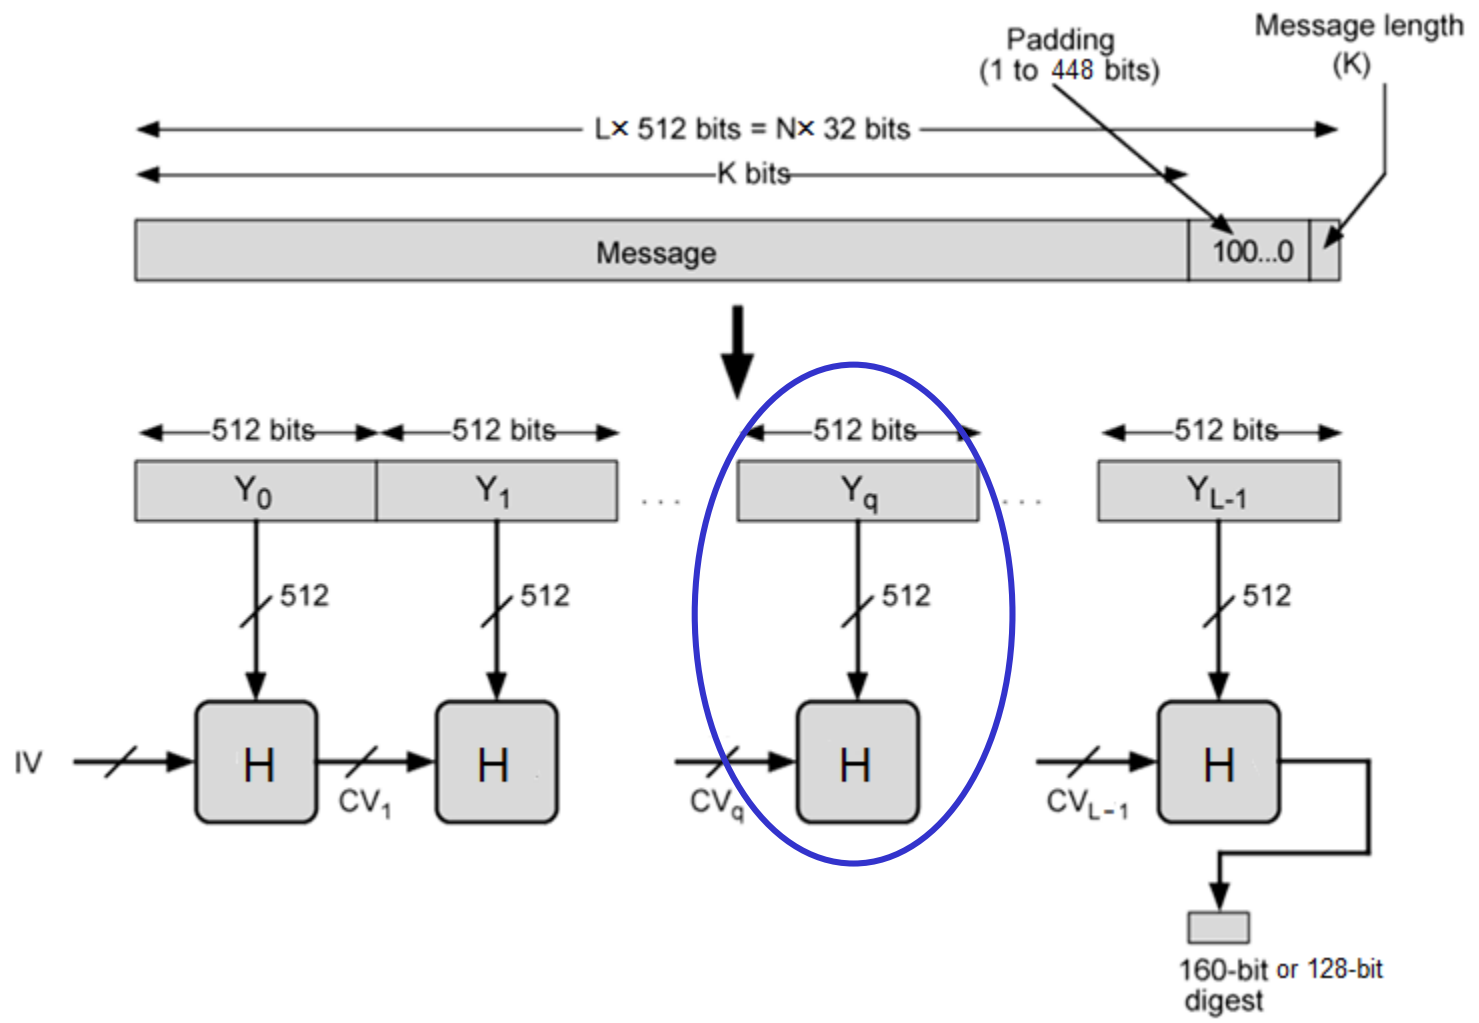 Message length
(K)
Padding
(1 to 448 bits)
L× 512 bits = N× 32 bits
K bits
Message
100...0
512 bits
512 bits
512 bits
512 bits
Y0
Y1
. . .
Yq
. . .
YL-1
512
512
512
512
IV
H
H
H
H
CV1
CVq
CVL-1
160-bit or 128-bit
digest